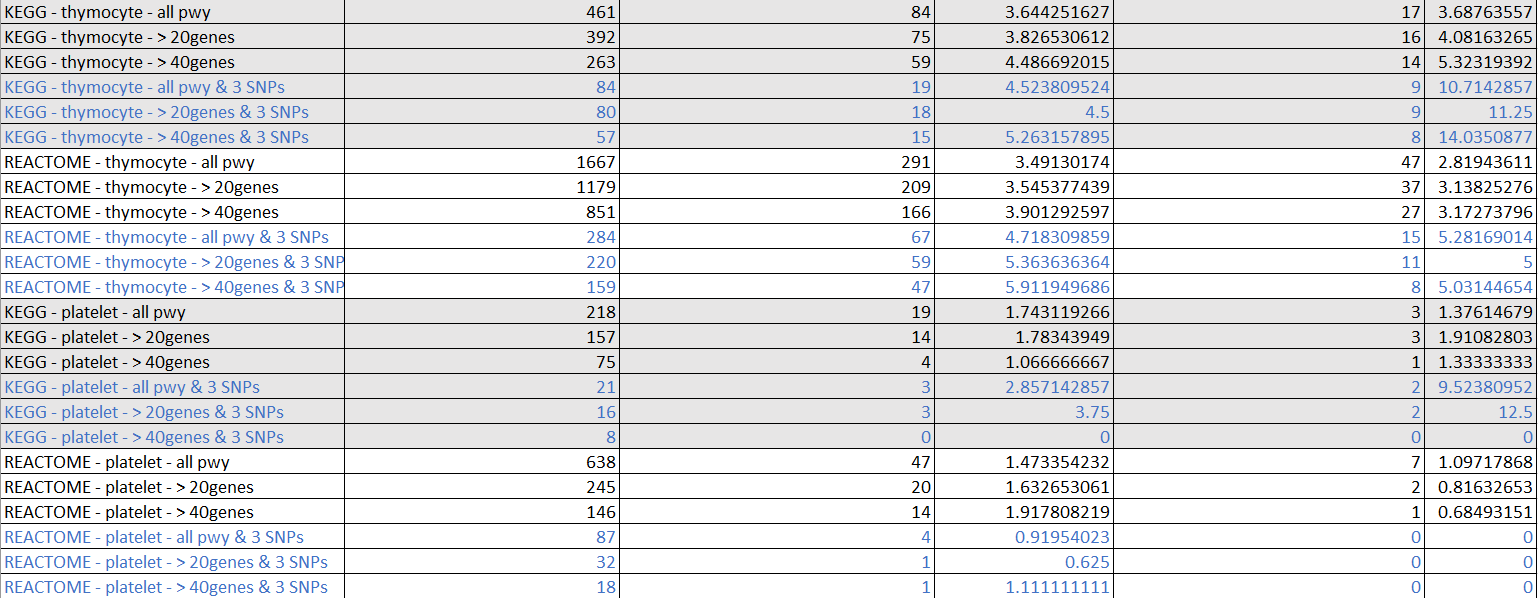 KEGG - thymocyte - all pwy 461 84 3.644251627 17 3.68763557
KEGG - thymocyte - > 20genes 392 75 3.826530612 16 4.08163265
KEGG - thymocyte - > 40genes 263 59 4.486692015 14 5.32319392
KEGG - thymocyte - all pwy & 3 SNPs 84 19 4.523809524 9 10.7142857
KEGG - thymocyte - > 20genes & 3 SNPs 80 18 4.5 9 11.25
KEGG - thymocyte - > 40genes & 3 SNPs 57 15 5.263157895 8 14.0350877
REACTOME - thymocyte - all pwy 1667 291 3.49130174 47 2.81943611
REACTOME - thymocyte - > 20genes 1179 209 3.545377439 37 3.13825276
REACTOME - thymocyte - > 40genes 851 166 3.901292597 27 3.17273796
REACTOME - thymocyte - all pwy & 3 SNPs 284 67 4.718309859 15 5.28169014
REACTOME - thymocyte - > 20genes & 3 SNP 220 59 5.363636364 11 5
REACTOME - thymocyte - > 40genes & 3 SNP 159 47 5.911949686 8 5.03144654
KEGG - platelet - all pwy 218 19 1.743119266 3 1.37614679
KEGG - platelet - > 20genes 157 14 1.78343949 3 1.91082803
KEGG - platelet - > 40genes 75 4 1.066666667 1 1.33333333
KEGG - platelet - all pwy & 3 SNPs 21 3 2.857142857 2 9.52380952
KEGG - platelet - > 20genes & 3 SNPs 16 3 3.75 2 12.5
KEGG - platelet - > 40genes & 3 SNPs 8 0 0 0 0
REACTOME - platelet - all pwy 638 47 1.473354232 7 1.09717868
REACTOME - platelet - > 20genes 245 20 1.632653061 2 0.81632653
REACTOME - platelet - > 40genes 146 14 1.917808219 1 0.68493151
REACTOME - platelet - all pwy & 3 SNPs 87 4 0.91954023 0 0
REACTOME - platelet - > 20genes & 3 SNPs 32 1 0.625 0 0
REACTOME - platelet - > 40genes & 3 SNPs 18 1 1.111111111 0 0